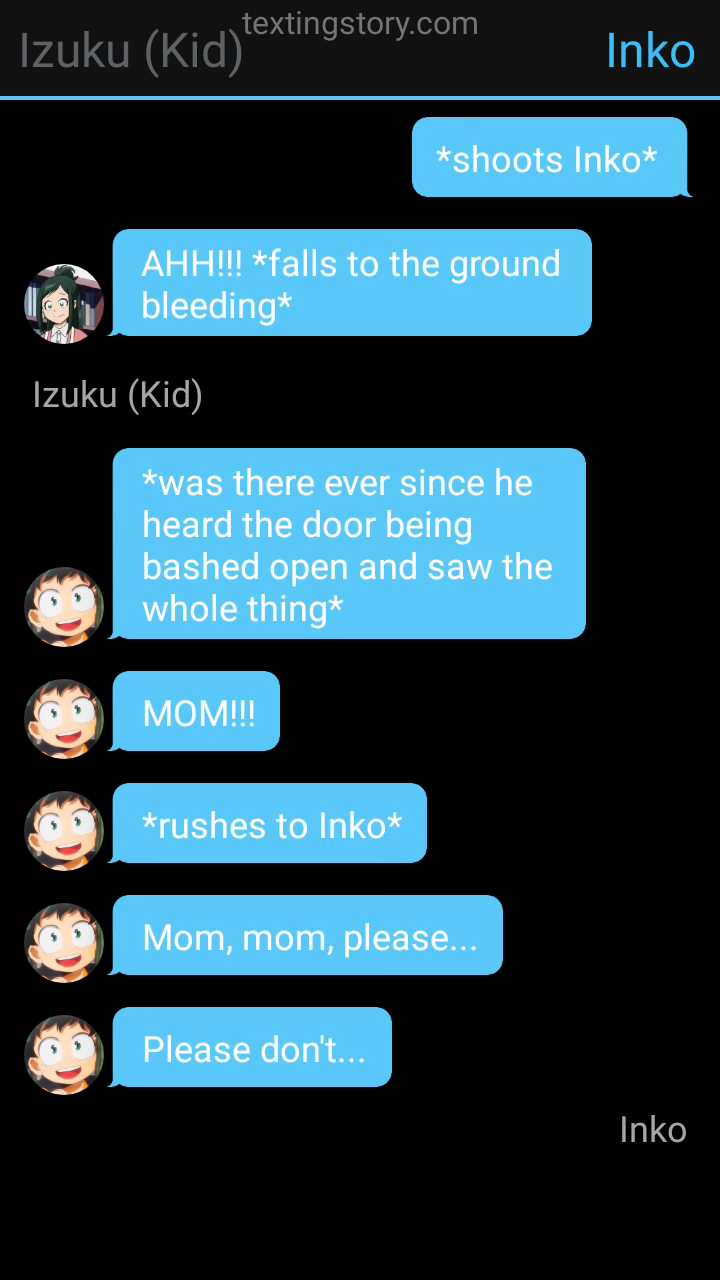 textingstory.com
Izuku (Kid)
Inko
*shoots Inko*
AHH!!! *falls to the ground
bleeding*
Izuku (Kid)
*was there ever since he
heard the door being
bashed open and saw the
whole thing*
MOM!!!
*rushes to Inko*
Mom, mom, please...
Please don't...
Inko